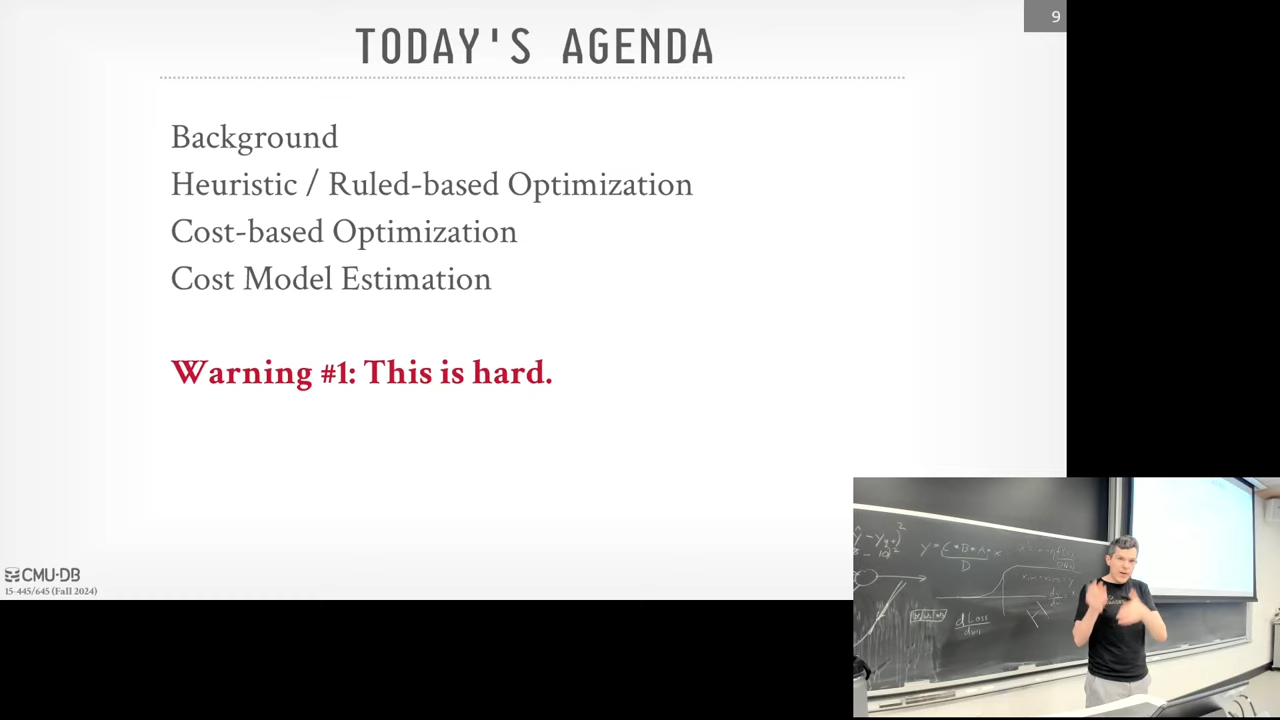 9
TODAY'S AGENDA
Background
Heuristic / Ruled-based Optimization
Cost-based Optimization
Cost Model Estimation
Warning #1: This is hard.
CMU·DB
15-445/645 (Fall 2024)
dLoss